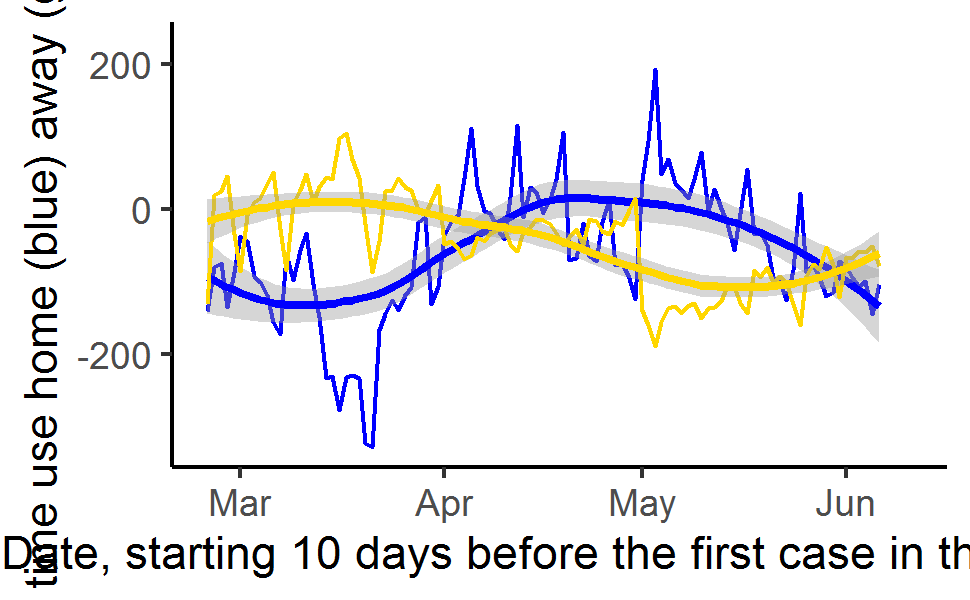 time use home (blue) away (
200
0
-200
Mar Apr May Jun
Date, starting 10 days before the first case in th